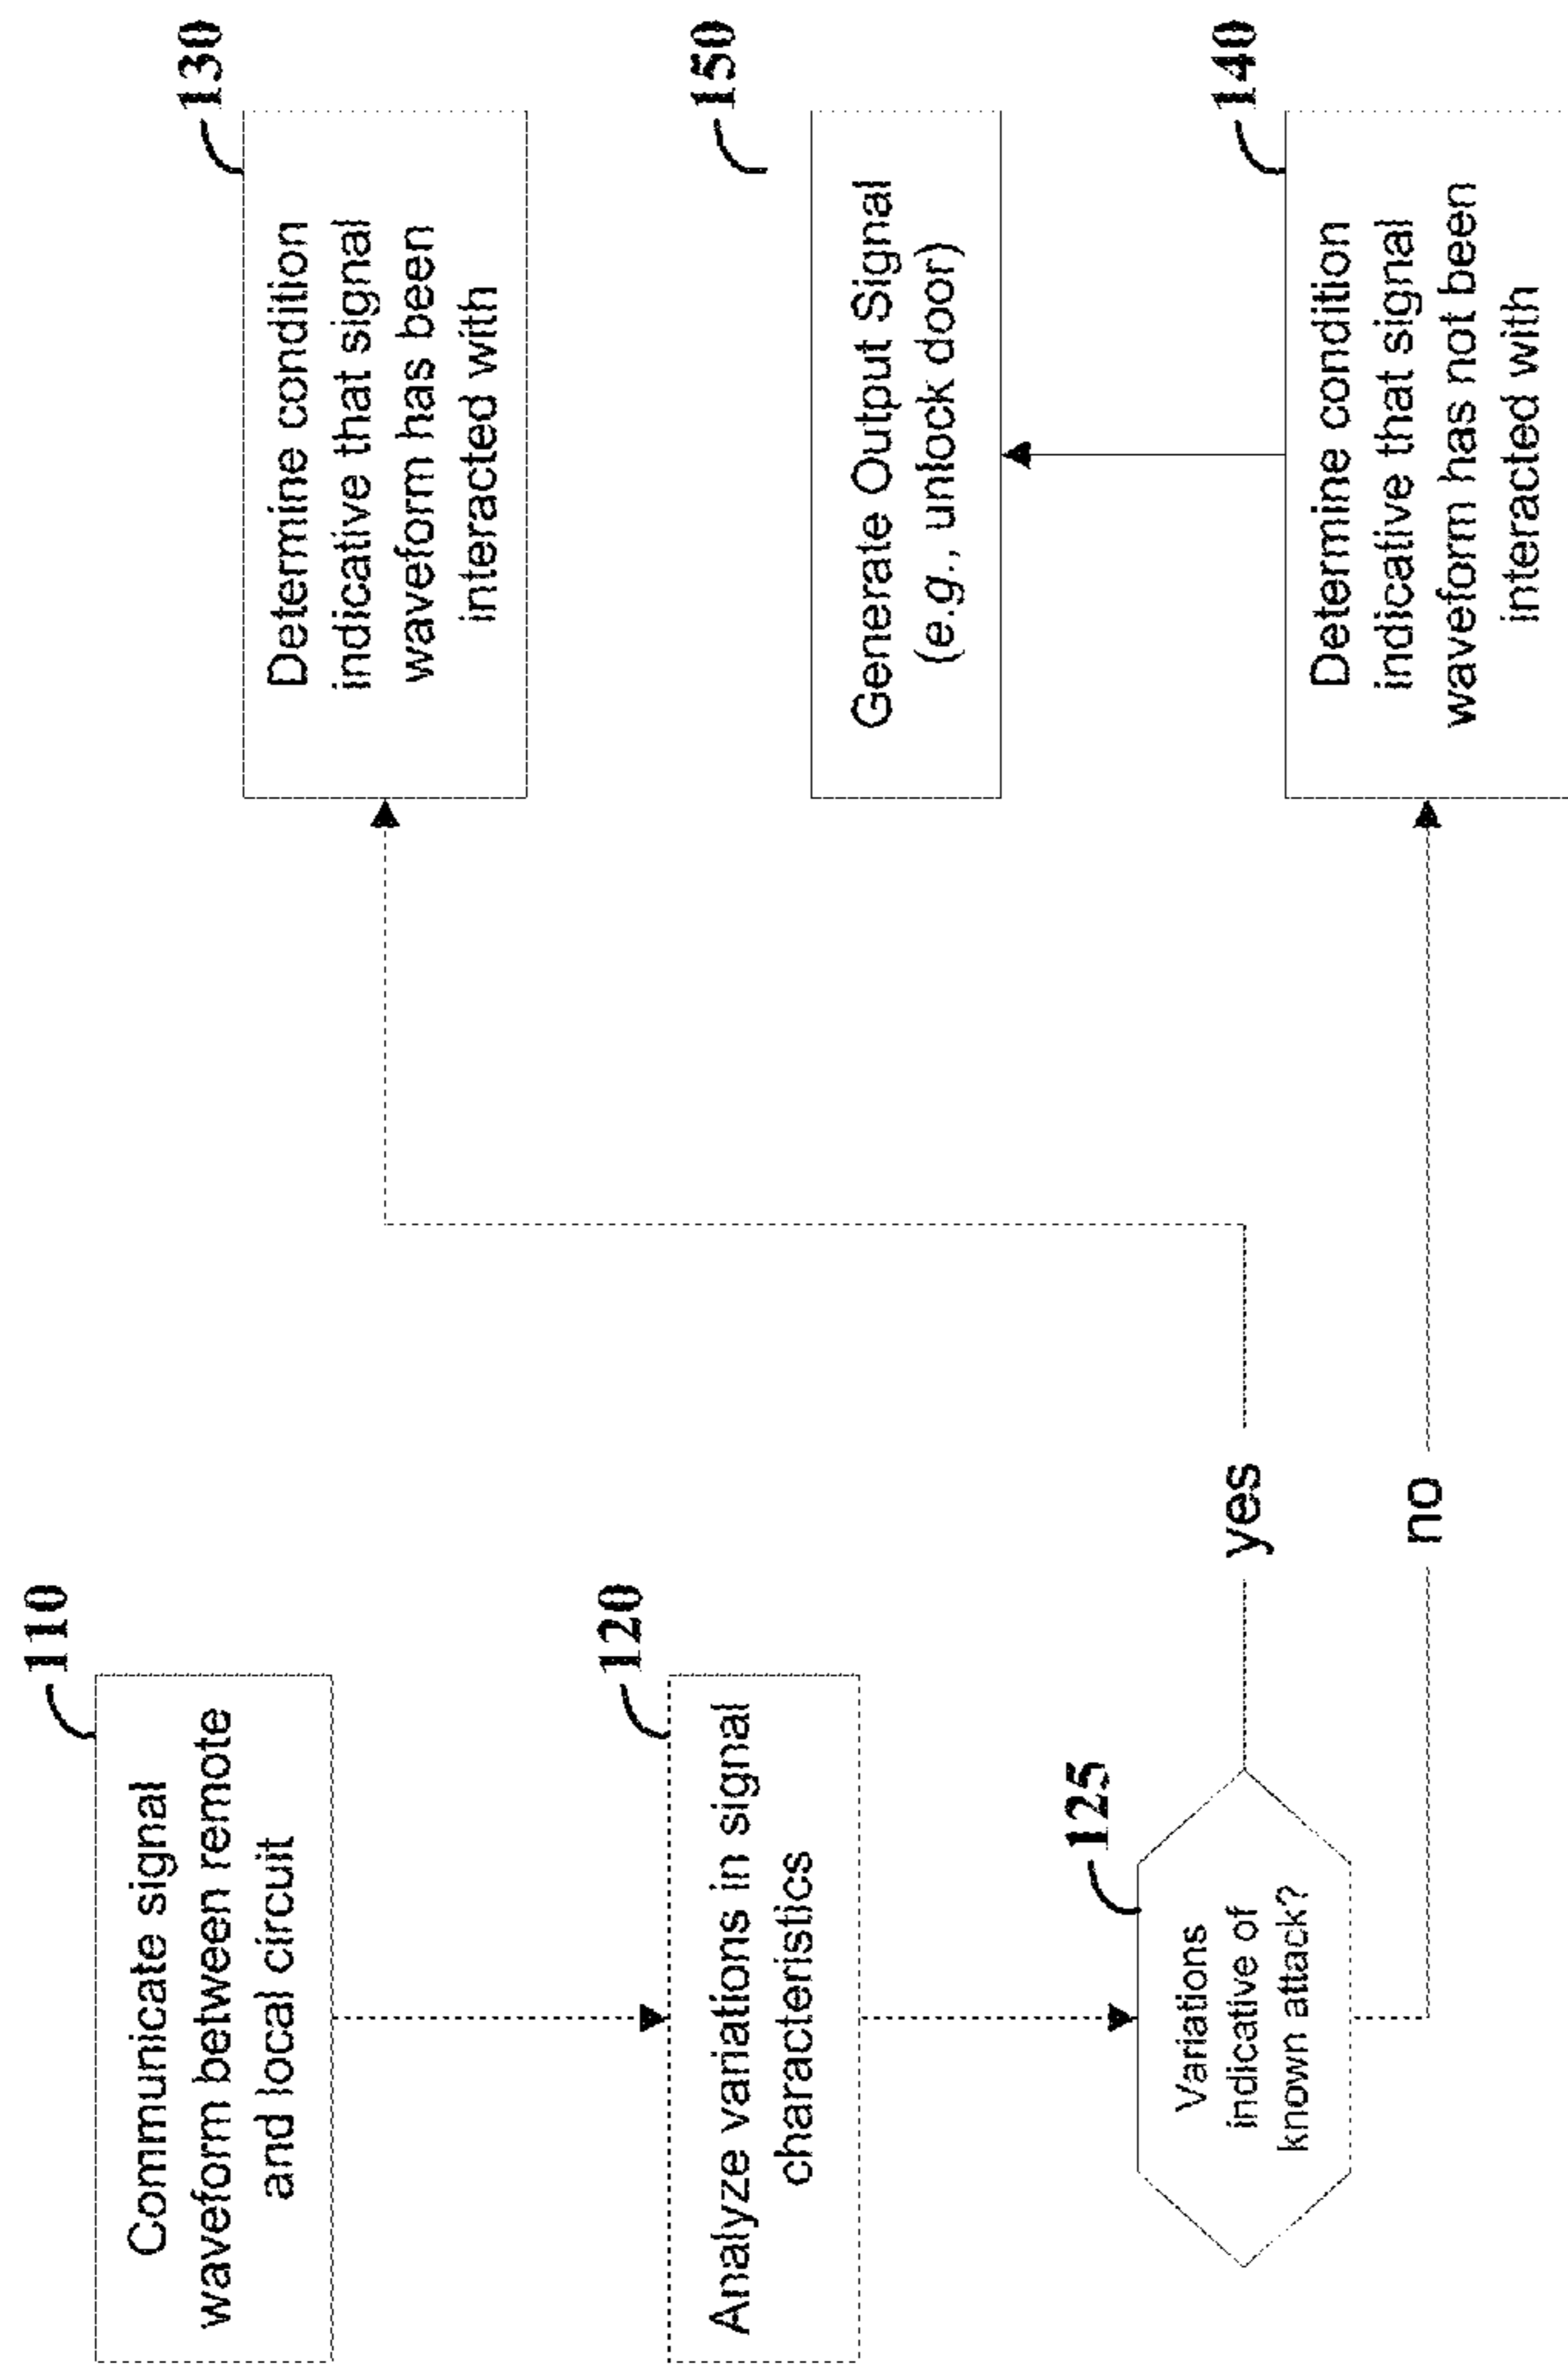 110
Communicate signal
waveform between remote
and local circuit
120
Analyze variations in signal
characteristics
125
Variations
indicative of
known attack?
yes
no
130
Determine condition
indicative that signal
waveform has been
interacted with
150
Generate Output Signal
(e.g., unlock door)
140
Determine condition
indicative that signal
waveform has not been
interacted with